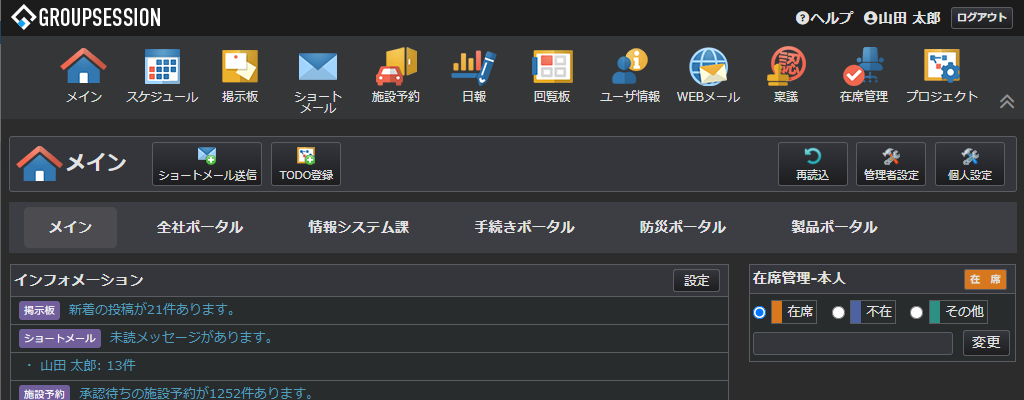 GROUPSESSION
ヘルプ 山田 太郎 ログアウト
メイン スケジュール 掲示板 ショートメール 施設予約 日報 回覧板 ユーザ情報 WEBメール 稟議 在席管理 プロジェクト
認
メイン ショートメール送信 TODO登録 再読込 管理者設定 個人設定
メイン 全社ポータル 情報システム課 手続きポータル 防災ポータル 製品ポータル
インフォメーション 設定
掲示板 新着の投稿が21件あります。
ショートメール 未読メッセージがあります。
・ 山田 太郎: 13件
施設予約 承認待ちの施設予約が1252件あります。
在席管理-本人 在 席
在席 不在 その他
変更